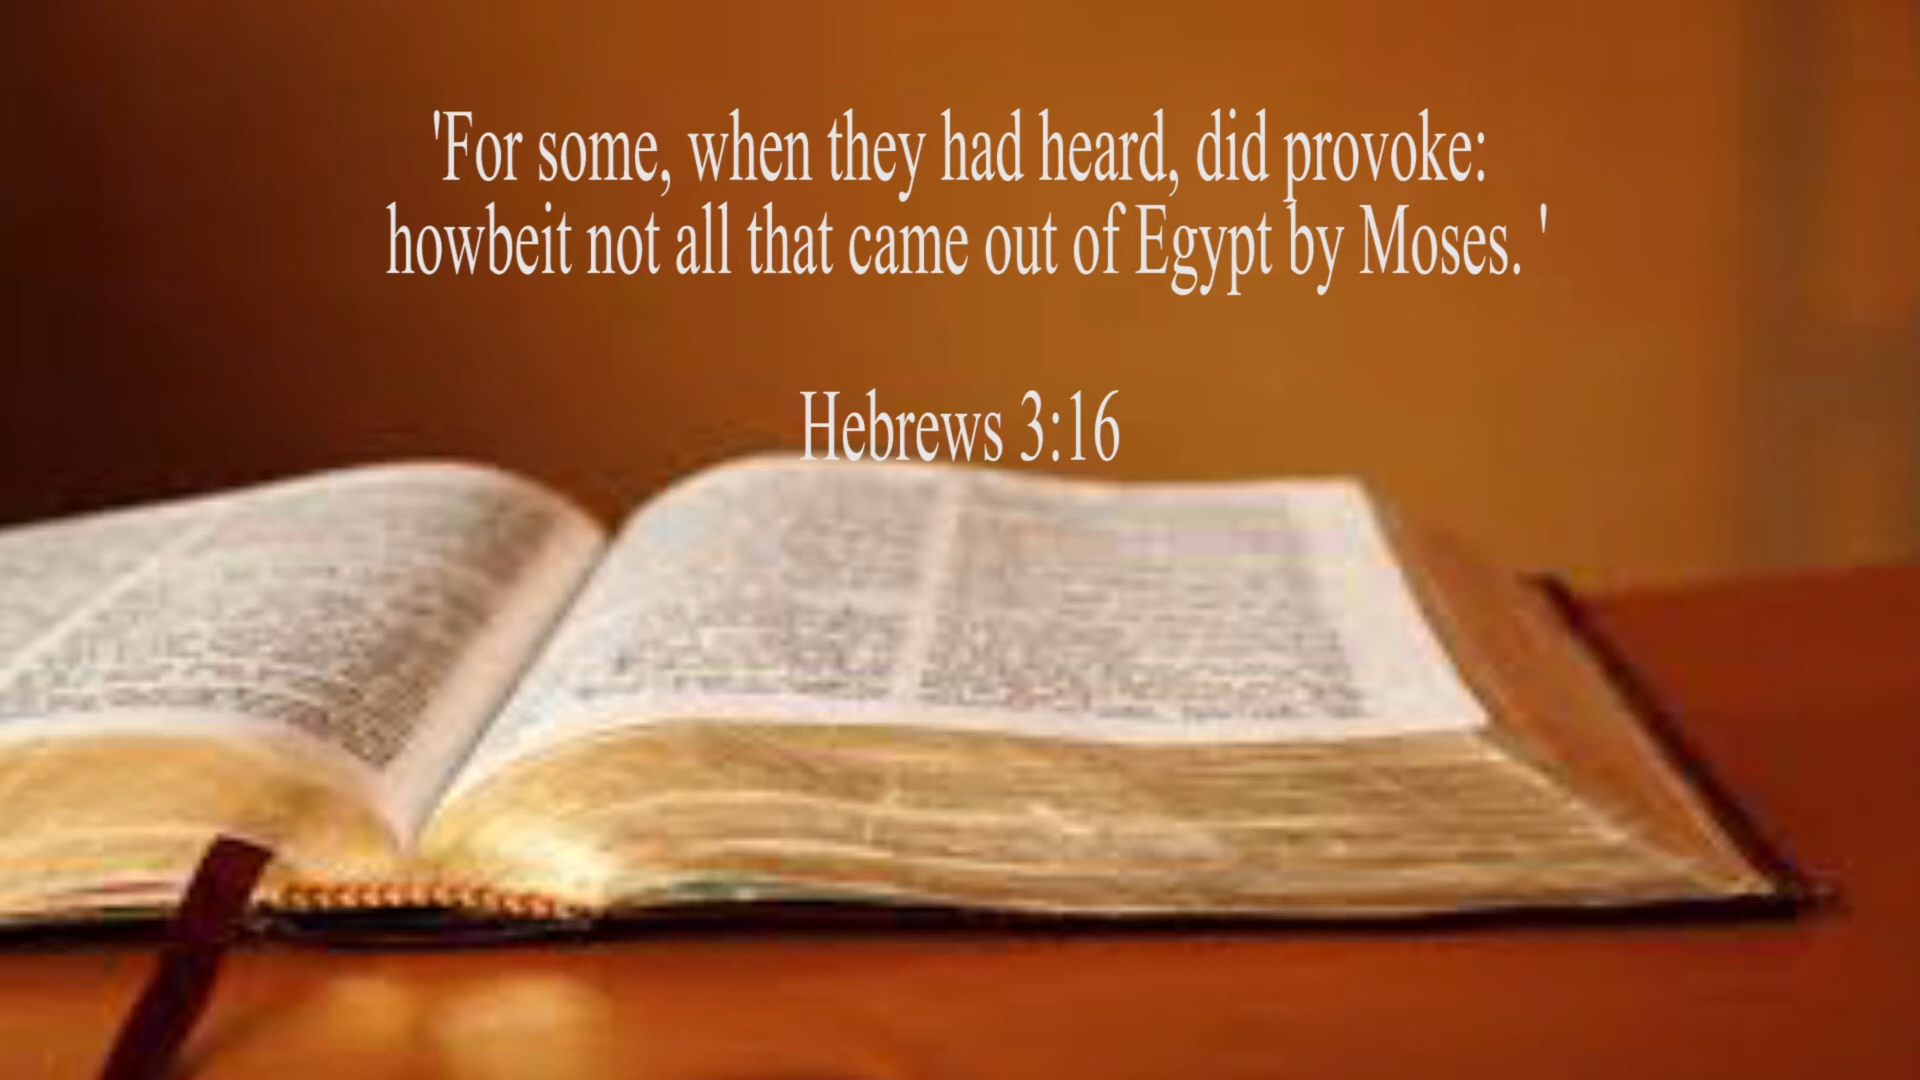 'For some, when they had heard, did provoke:
howbeit not all that came out of Egypt by Moses. '
Hebrews 3:16